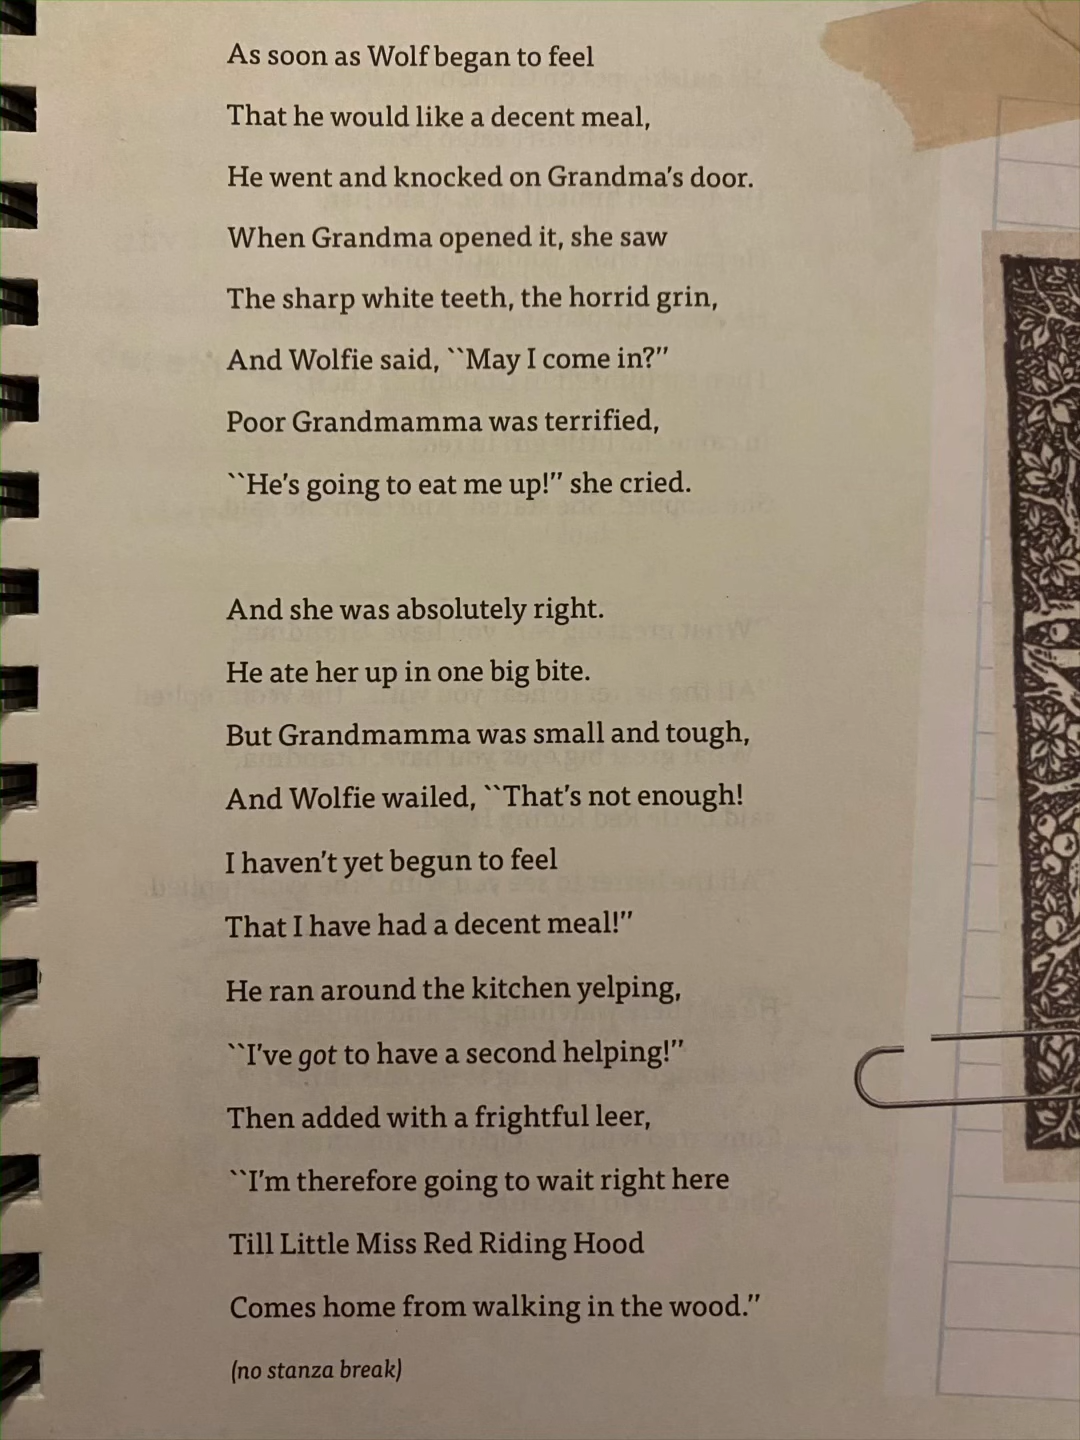 As soon as Wolf began to feel
That he would like a decent meal,
He went and knocked on Grandma's door.
When Grandma opened it, she saw
The sharp white teeth, the horrid grin,
And Wolfie said, ``May I come in?"
Poor Grandmamma was terrified,
``He's going to eat me up!" she cried.
And she was absolutely right.
He ate her up in one big bite.
But Grandmamma was small and tough,
And Wolfie wailed, ``That's not enough!
I haven't yet begun to feel
That I have had a decent meal!"
He ran around the kitchen yelping,
``I've got to have a second helping!"
Then added with a frightful leer,
``I'm therefore going to wait right here
Till Little Miss Red Riding Hood
Comes home from walking in the wood."
(no stanza break)